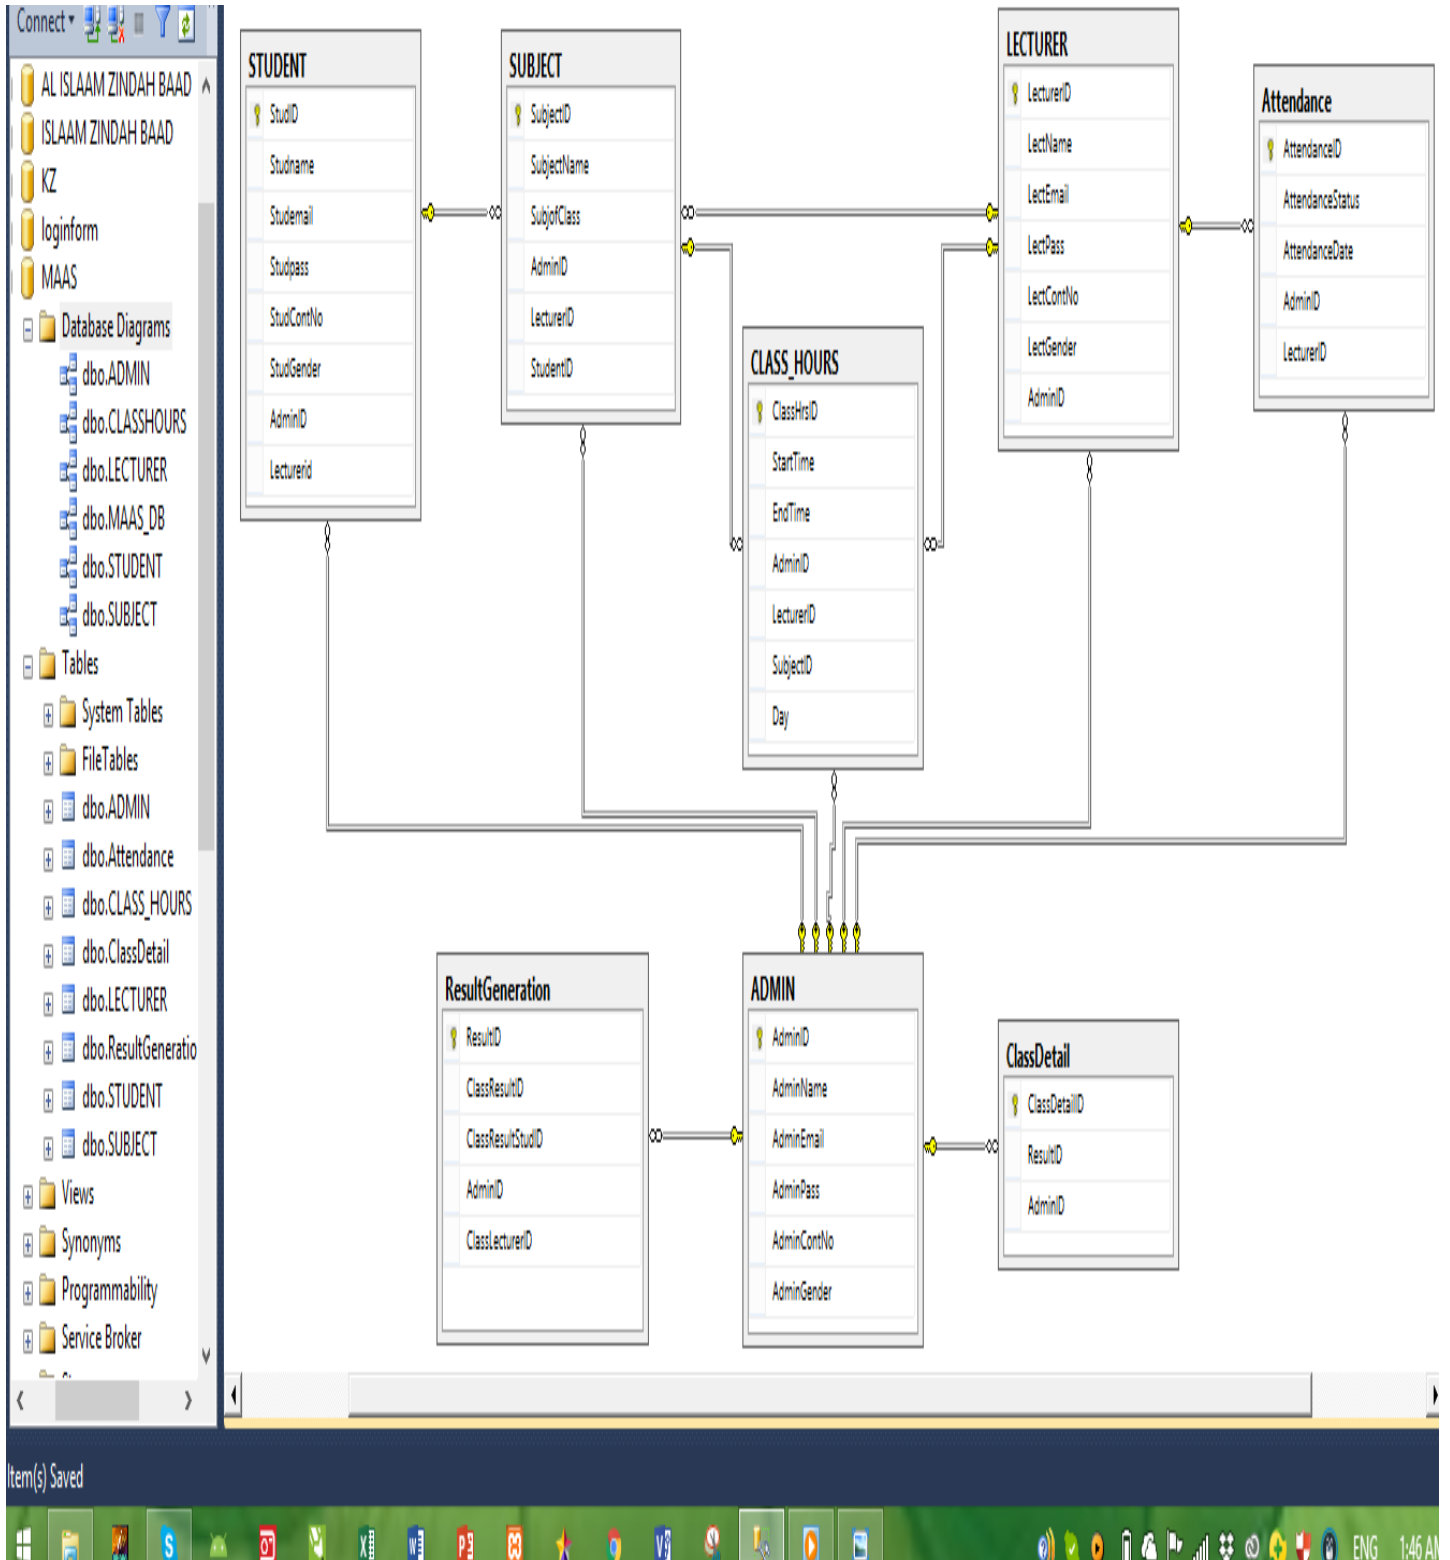 Connect
AL ISLAAM ZINDAH BAAD
ISLAAM ZINDAH BAAD
KZ
loginform
MAAS
Database Diagrams
dbo.ADMIN
dbo.CLASSHOURS
dbo.LECTURER
dbo.MAAS_DB
dbo.STUDENT
dbo.SUBJECT
Tables
System Tables
FileTables
dbo.ADMIN
dbo.Attendance
dbo.CLASS_HOURS
dbo.ClassDetail
dbo.LECTURER
dbo.ResultGeneratio
dbo.STUDENT
dbo.SUBJECT
Views
Synonyms
Programmability
Service Broker
STUDENT
StudID
Studname
Studemail
Studpass
StudContNo
StudGender
AdminID
Lecturerid
SUBJECT
SubjectID
SubjectName
SubjofClass
AdminID
LecturerID
StudentID
CLASS_HOURS
ClassHrsID
StartTime
EndTime
AdminID
LecturerID
SubjectID
Day
LECTURER
LecturerID
LectName
LectEmail
LectPass
LectContNo
LectGender
AdminID
Attendance
AttendanceID
AttendanceStatus
AttendanceDate
AdminID
LecturerID
ResultGeneration
ResultID
ClassResultID
ClassResultStudID
AdminID
ClassLecturerID
ADMIN
AdminID
AdminName
AdminEmail
AdminPass
AdminContNo
AdminGender
ClassDetail
ClassDetailID
ResultID
AdminID
Item(s) Saved
ENG
1:46 AM